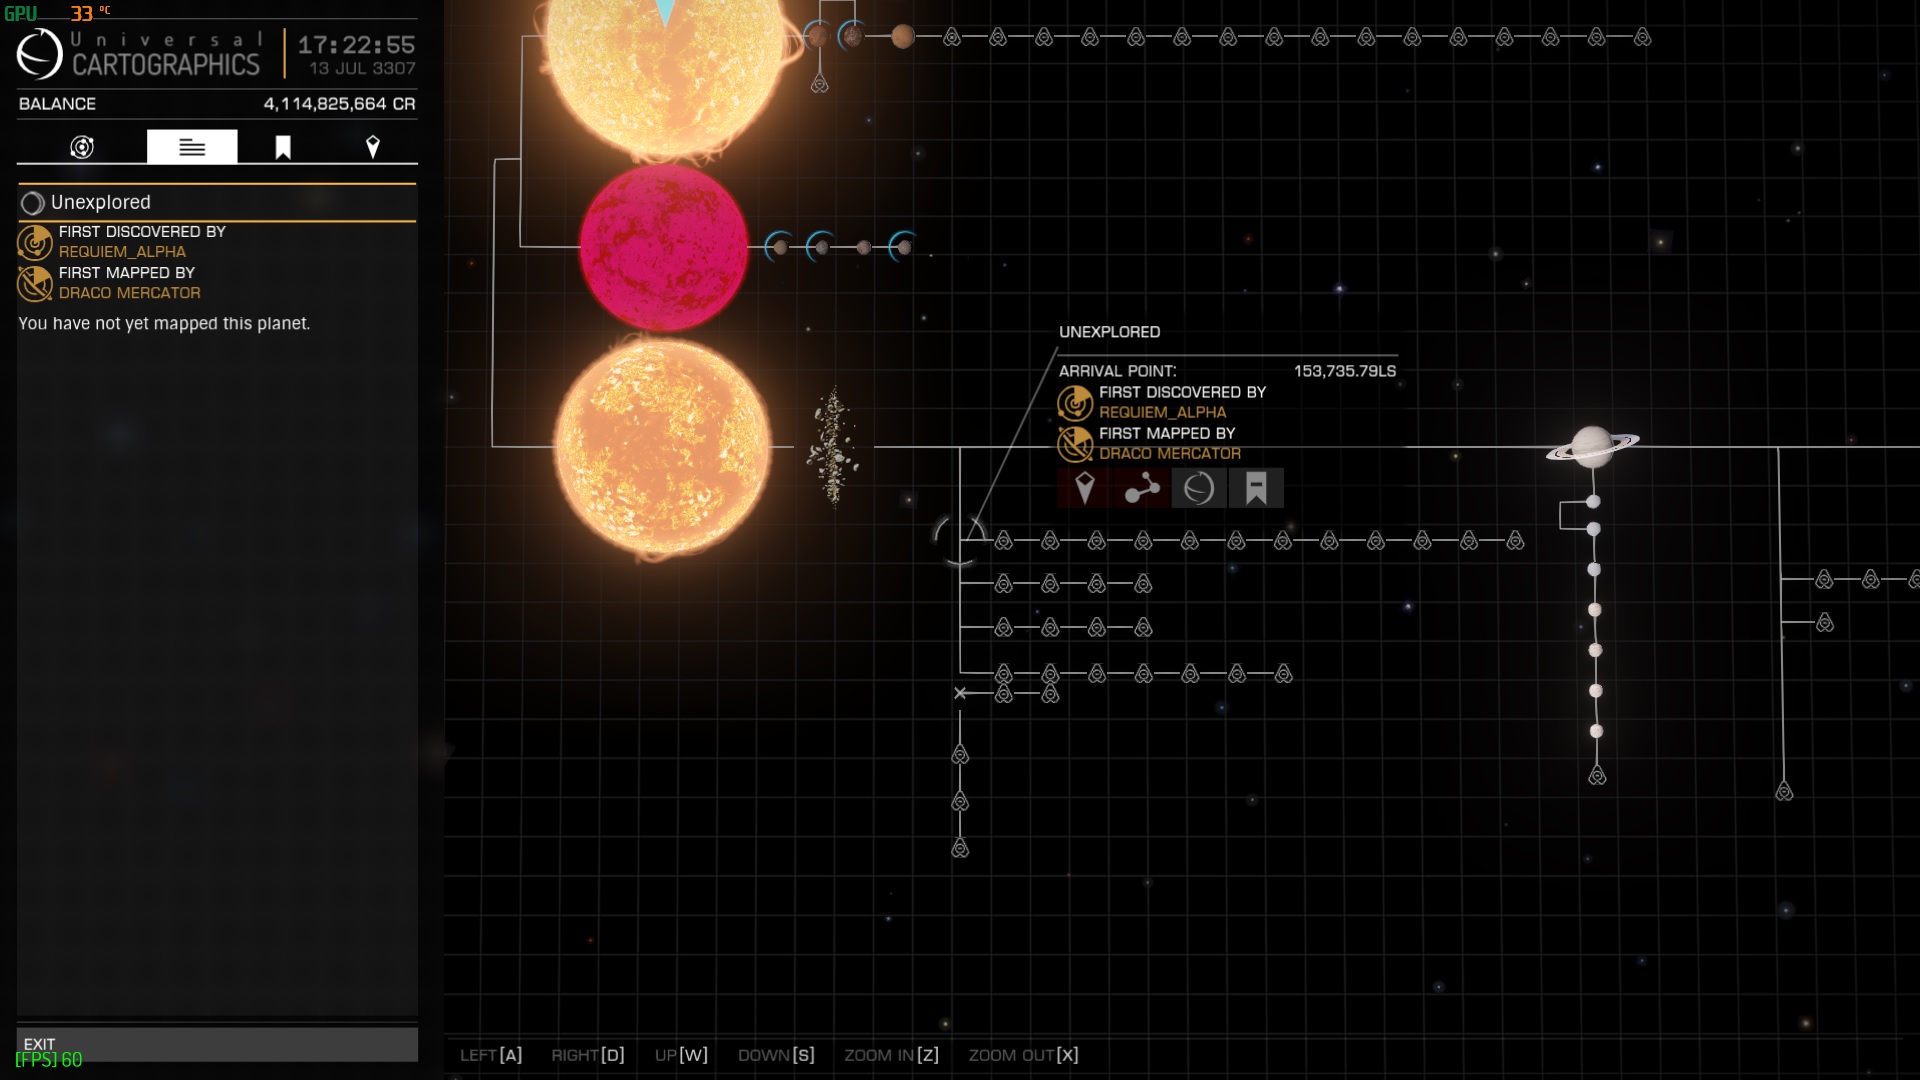 GPU 33 °C
Universal
CARTOGRAPHICS
17:22:55
13 JUL 3307
BALANCE 4,114,825,664 CR
Unexplored
FIRST DISCOVERED BY
REQUIEM_ALPHA
FIRST MAPPED BY
DRACO MERCATOR
You have not yet mapped this planet.
UNEXPLORED
ARRIVAL POINT: 153,735.79LS
FIRST DISCOVERED BY
REQUIEM_ALPHA
FIRST MAPPED BY
DRACO MERCATOR
EXIT
[FPS] 60
LEFT[A] RIGHT[D] UP[W] DOWN[S] ZOOM IN[Z] ZOOM OUT[X]